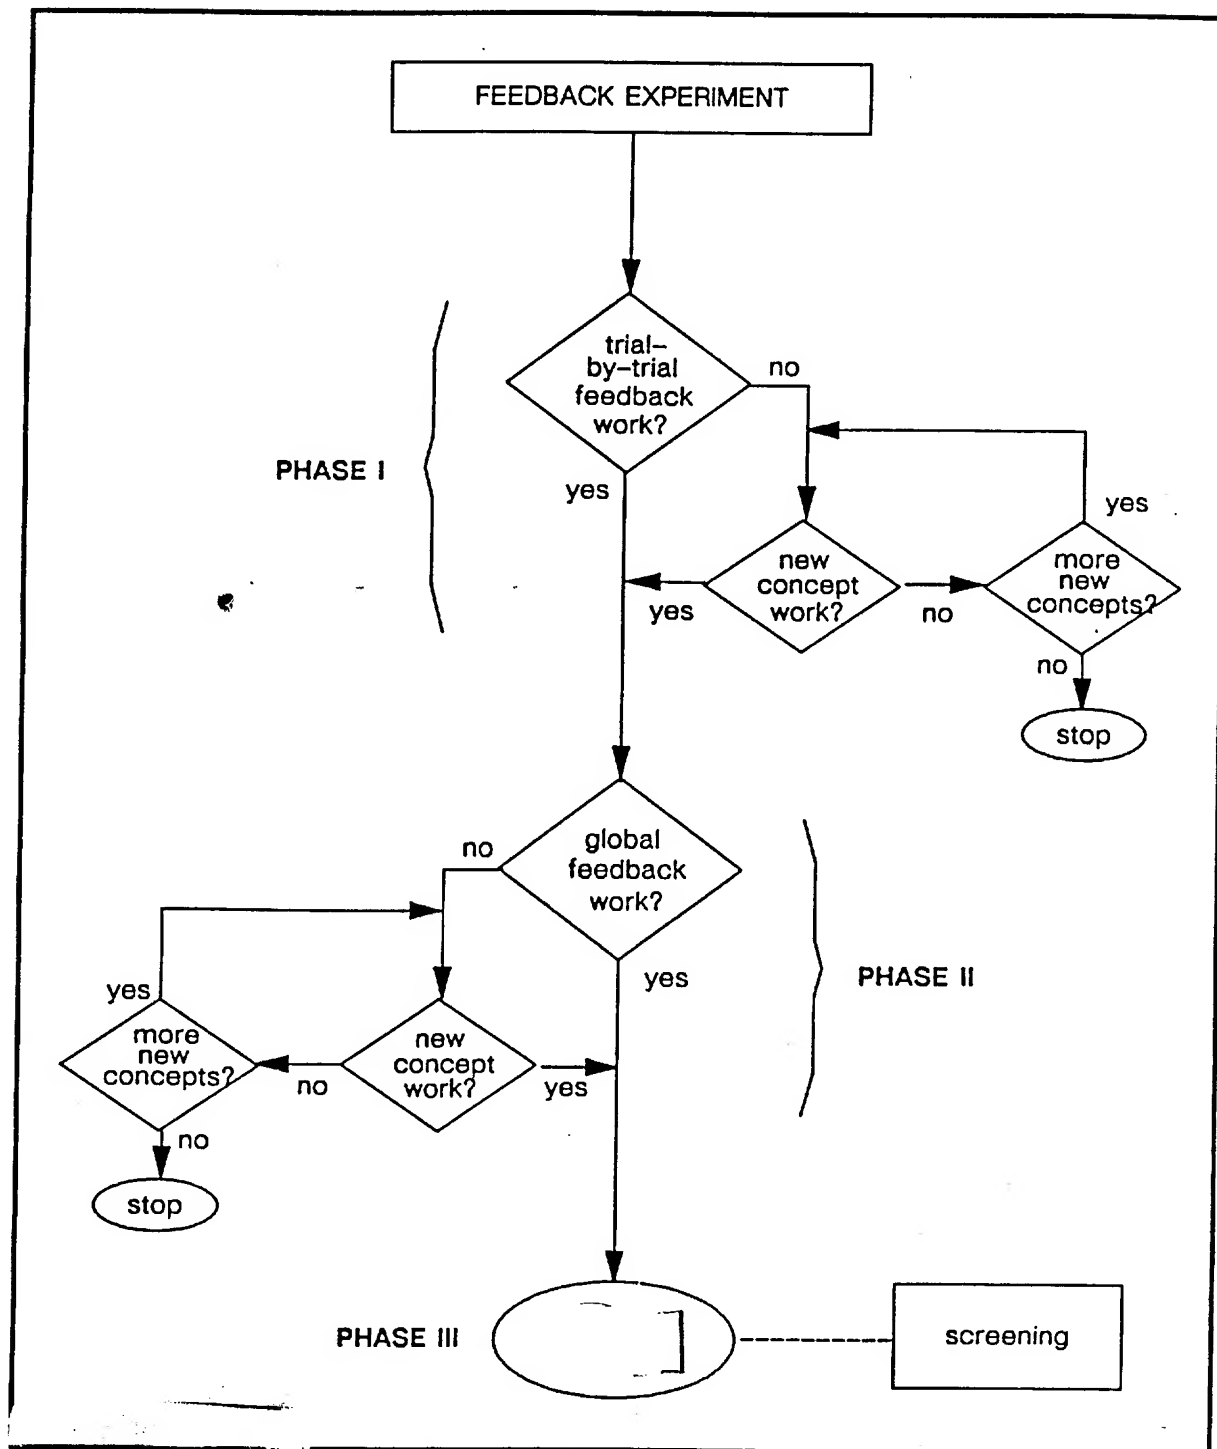 FEEDBACK EXPERIMENT
trial-
by-trial
feedback
work?
no
yes
PHASE I
new
concept
work?
yes
no
more
new
concepts?
yes
no
stop
global
feedback
work?
no
yes
PHASE II
new
concept
work?
yes
no
more
new
concepts?
yes
no
stop
PHASE III
screening